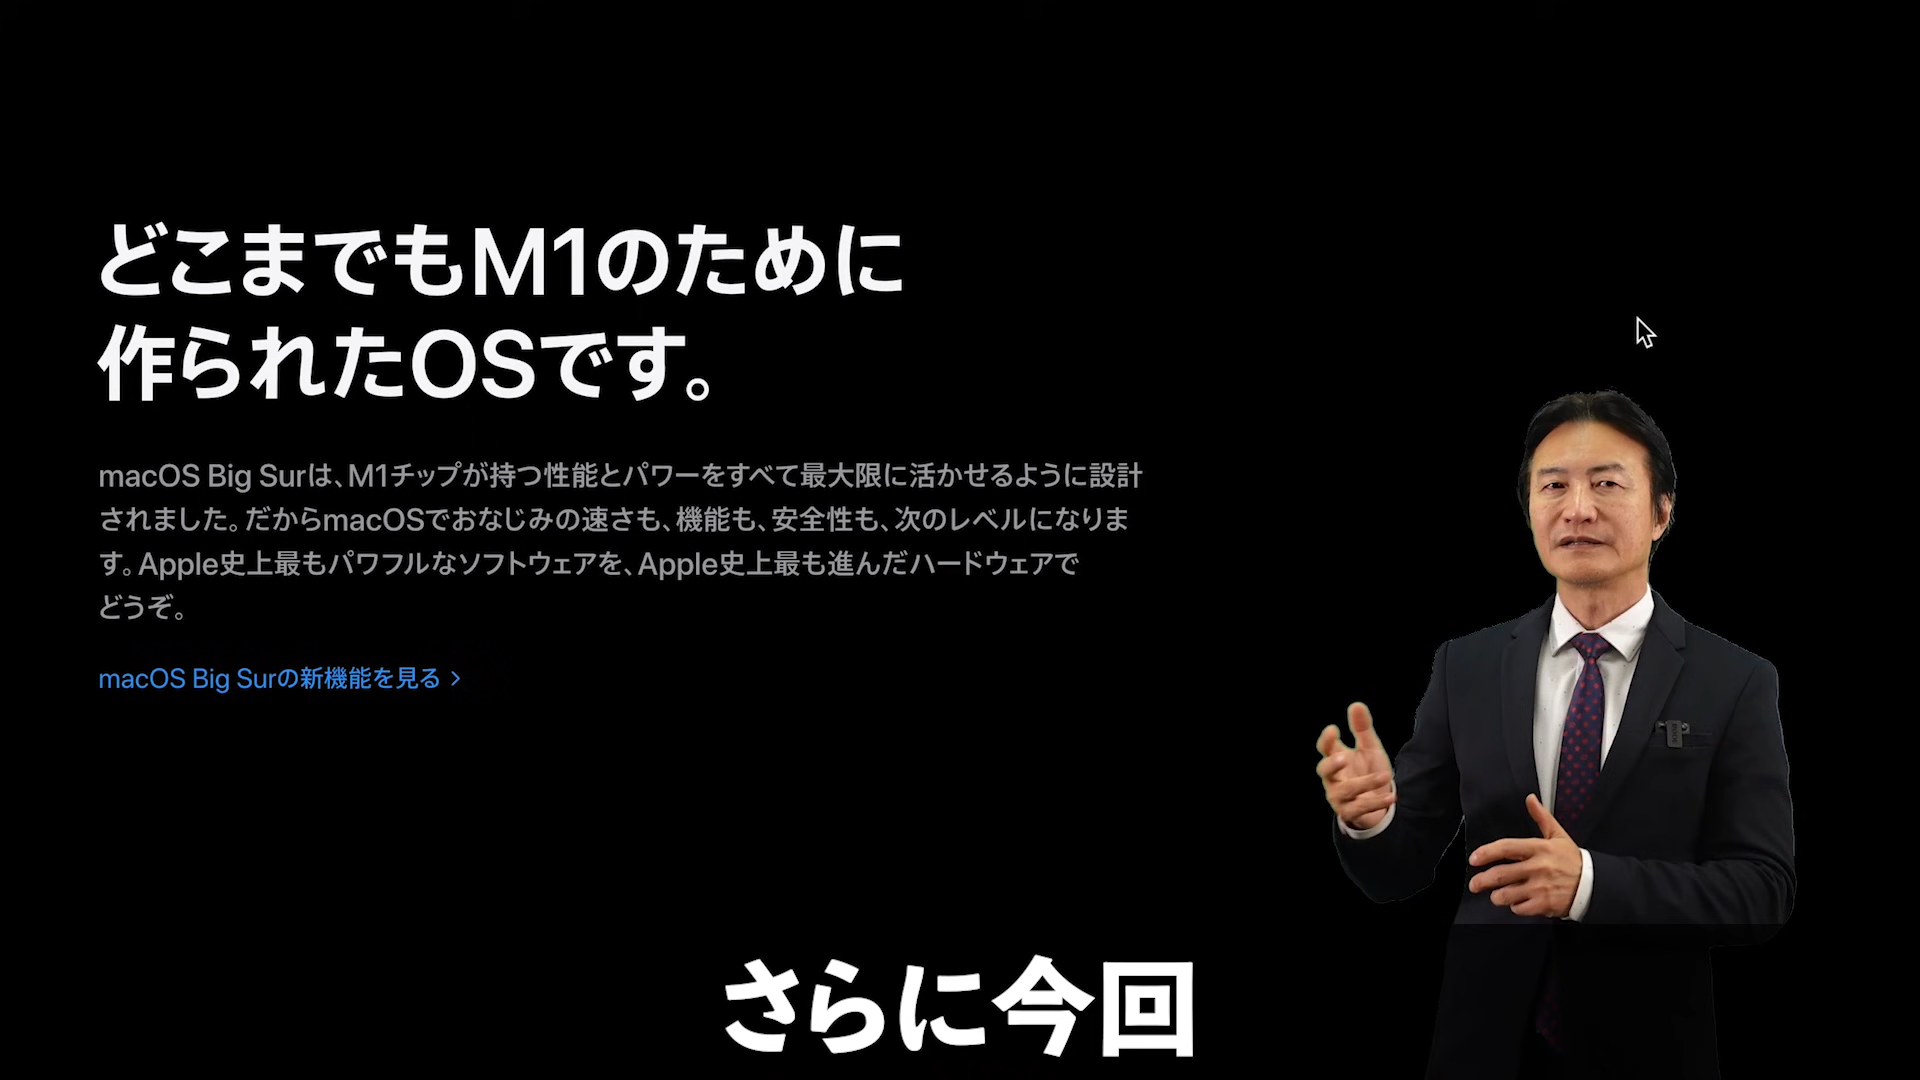 どこまでもM1のために
作られたOSです。
macOS Big Surは、M1チップが持つ性能とパワーをすべて最大限に活かせるように設計
されました。だからmacOSでおなじみの速さも、機能も、安全性も、次のレベルになりま
す。Apple史上最もパワフルなソフトウェアを、Apple史上最も進んだハードウェアで
どうぞ。
macOS Big Surの新機能を見る >
さらに今回